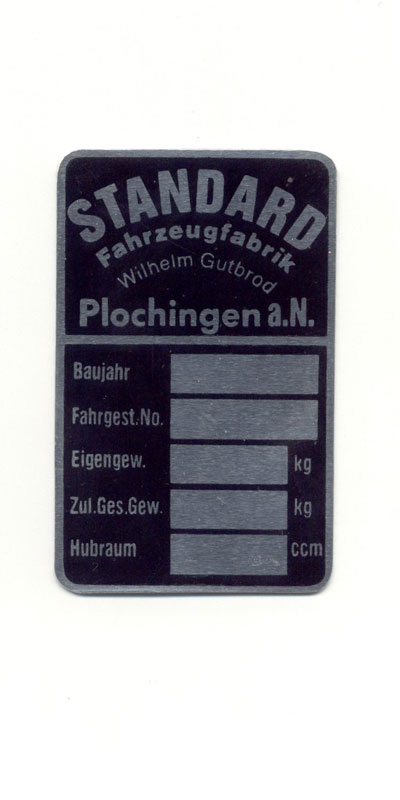 STANDARD
Fahrzeugfabrik
Wilhelm Gutbrod
Plochingen a.N.
Baujahr
Fahrgest.No.
Eigengew. kg
Zul.Ges.Gew. kg
Hubraum ccm